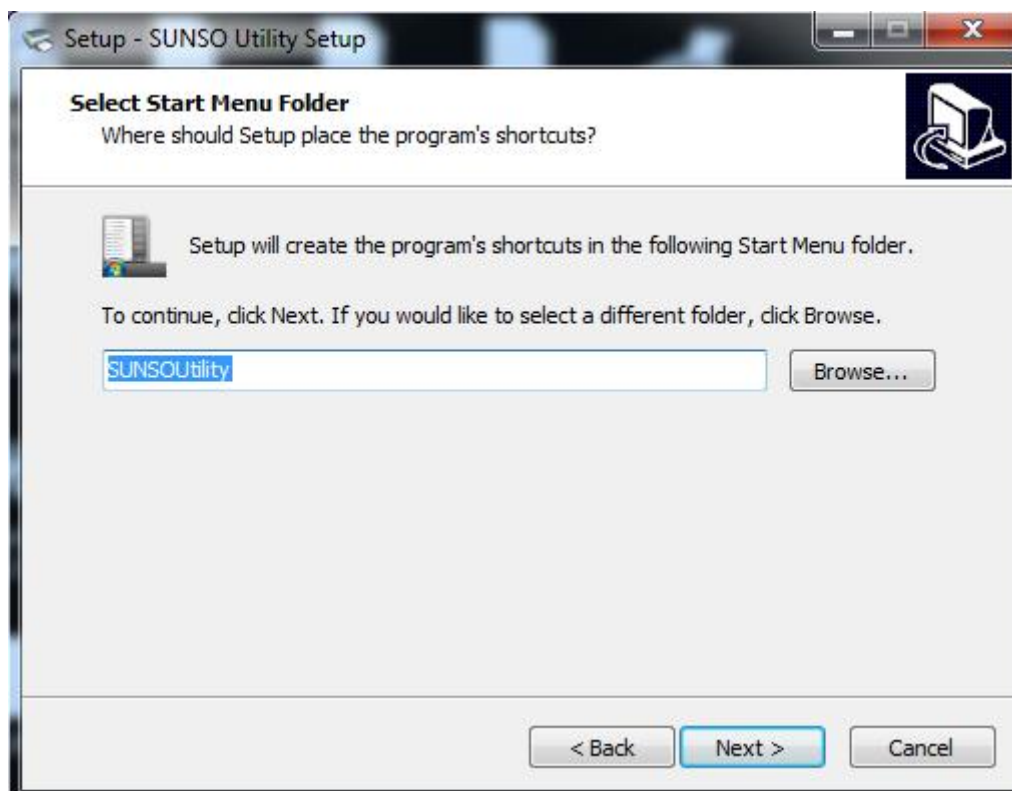 Setup - SUNSO Utility Setup
Select Start Menu Folder
Where should Setup place the program's shortcuts?
Setup will create the program's shortcuts in the following Start Menu folder.
To continue, click Next. If you would like to select a different folder, click Browse.
SUNSOUtility
Browse...
< Back
Next >
Cancel